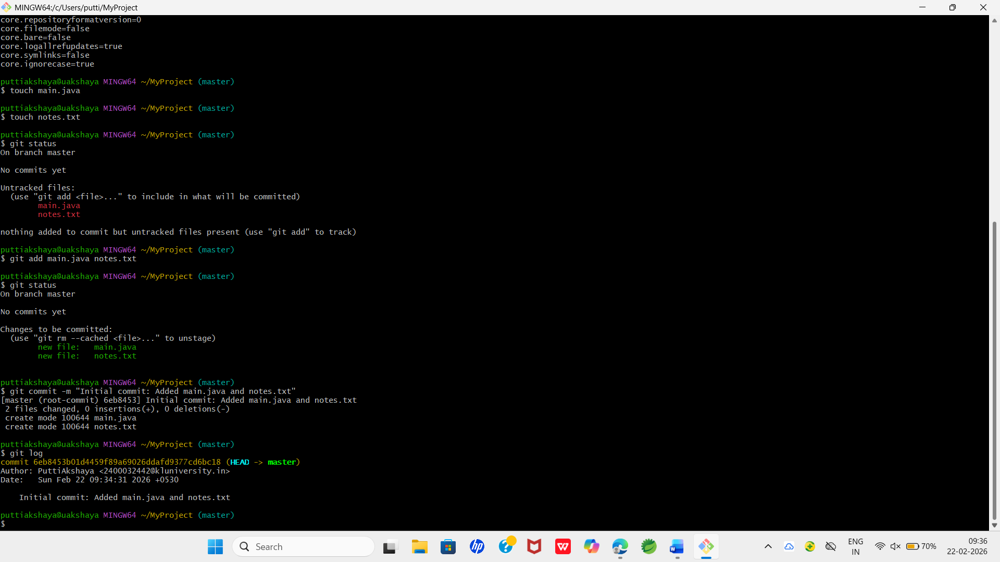 MINGW64:/c/Users/putti/MyProject
core.repositoryformatversion=0
core.filemode=false
core.bare=false
core.logallrefupdates=true
core.symlinks=false
core.ignorecase=true
puttiakshaya@uakshaya MINGW64 ~/MyProject (master)
$ touch main.java
puttiakshaya@uakshaya MINGW64 ~/MyProject (master)
$ touch notes.txt
puttiakshaya@uakshaya MINGW64 ~/MyProject (master)
$ git status
On branch master
No commits yet
Untracked files:
(use "git add <file>..." to include in what will be committed)
main.java
notes.txt
nothing added to commit but untracked files present (use "git add" to track)
puttiakshaya@uakshaya MINGW64 ~/MyProject (master)
$ git add main.java notes.txt
puttiakshaya@uakshaya MINGW64 ~/MyProject (master)
$ git status
On branch master
No commits yet
Changes to be committed:
(use "git rm --cached <file>..." to unstage)
new file:   main.java
new file:   notes.txt
puttiakshaya@uakshaya MINGW64 ~/MyProject (master)
$ git commit -m "Initial commit: Added main.java and notes.txt"
[master (root-commit) 6eb8453] Initial commit: Added main.java and notes.txt
2 files changed, 0 insertions(+), 0 deletions(-)
create mode 100644 main.java
create mode 100644 notes.txt
puttiakshaya@uakshaya MINGW64 ~/MyProject (master)
$ git log
commit 6eb8453b01d4459f89a69026ddafd9377cd6bc18 (HEAD -> master)
Author: PuttiAkshaya <2400032442@kluniversity.in>
Date:   Sun Feb 22 09:34:31 2026 +0530
Initial commit: Added main.java and notes.txt
puttiakshaya@uakshaya MINGW64 ~/MyProject (master)
$
Search
hp
?
W
W
ENG
IN
70%
09:36
22-02-2026